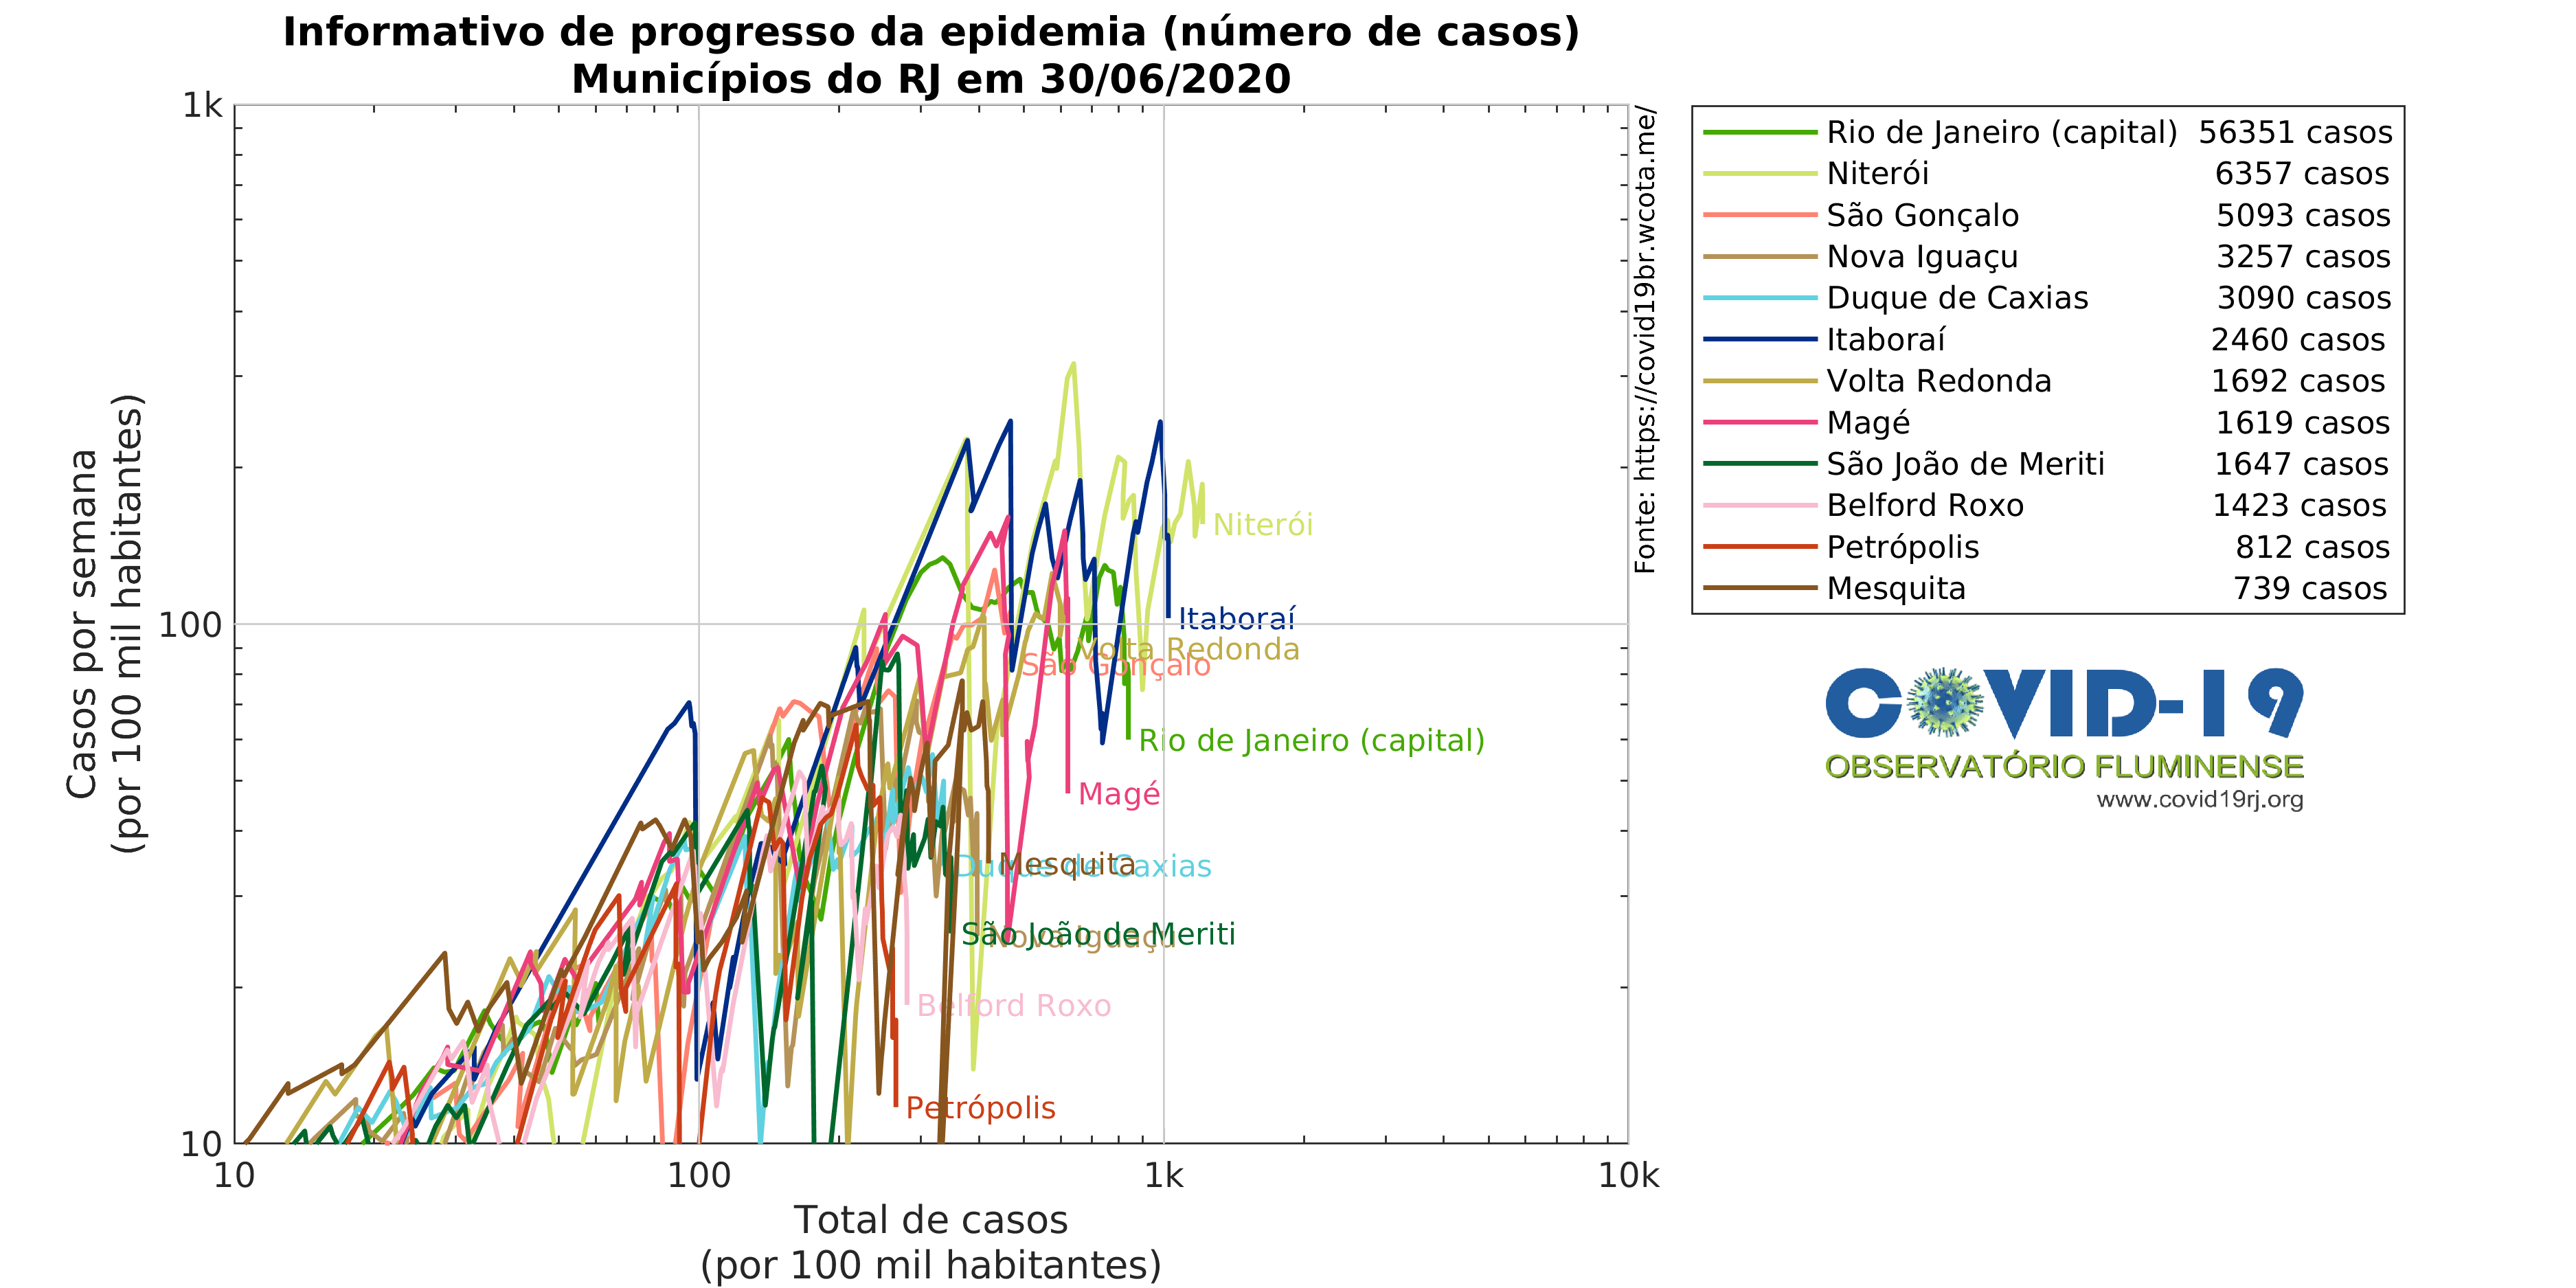 Informativo de progresso da epidemia (número de casos)
Municípios do RJ em 30/06/2020
1k
100
10
Casos por semana
(por 100 mil habitantes)
10
100
1k
10k
Total de casos
(por 100 mil habitantes)
Niterói
Itaboraí
Volta Redonda
São Gonçalo
Rio de Janeiro (capital)
Magé
Duque de Caxias
Mesquita
São João de Meriti
Nova Iguaçu
Belford Roxo
Petrópolis
Fonte: https://covid19br.wcota.me/
Rio de Janeiro (capital) 56351 casos
Niterói 6357 casos
São Gonçalo 5093 casos
Nova Iguaçu 3257 casos
Duque de Caxias 3090 casos
Itaboraí 2460 casos
Volta Redonda 1692 casos
Magé 1619 casos
São João de Meriti 1647 casos
Belford Roxo 1423 casos
Petrópolis 812 casos
Mesquita 739 casos
COVID-19
OBSERVATÓRIO FLUMINENSE
www.covid19rj.org